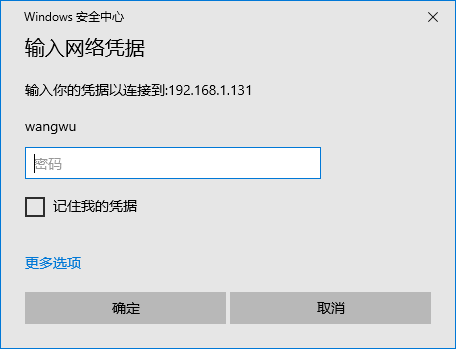 Windows 安全中心
输入网络凭据
输入你的凭据以连接到:192.168.1.131
wangwu
密码
记住我的凭据
更多选项
确定
取消